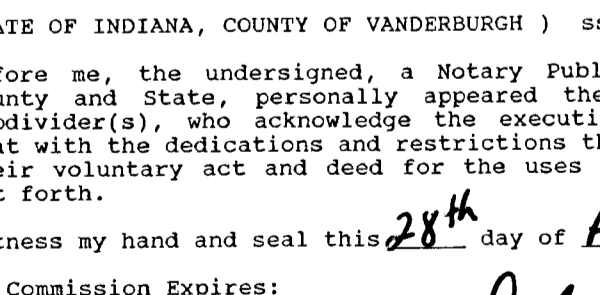 ATE OF INDIANA, COUNTY OF VANDERBURGH ) ss
fore me, the undersigned, a Notary Publ
unty and State, personally appeared the
odivider(s), who acknowledge the executi
at with the dedications and restrictions th
eir voluntary act and deed for the uses
t forth.
tness my hand and seal this 28th day of
Commission Expires: